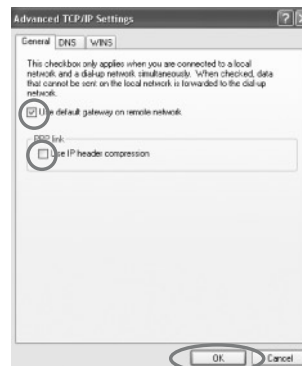 Advanced TCP/IP Settings
General DNS WINS
This checkbox only applies when you are connected to a local
network and a dial-up network simultaneously. When checked, data
that cannot be sent on the local network is forwarded to the dial-up
network.
Use default gateway on remote network
PPP link
Use IP header compression
OK Cancel